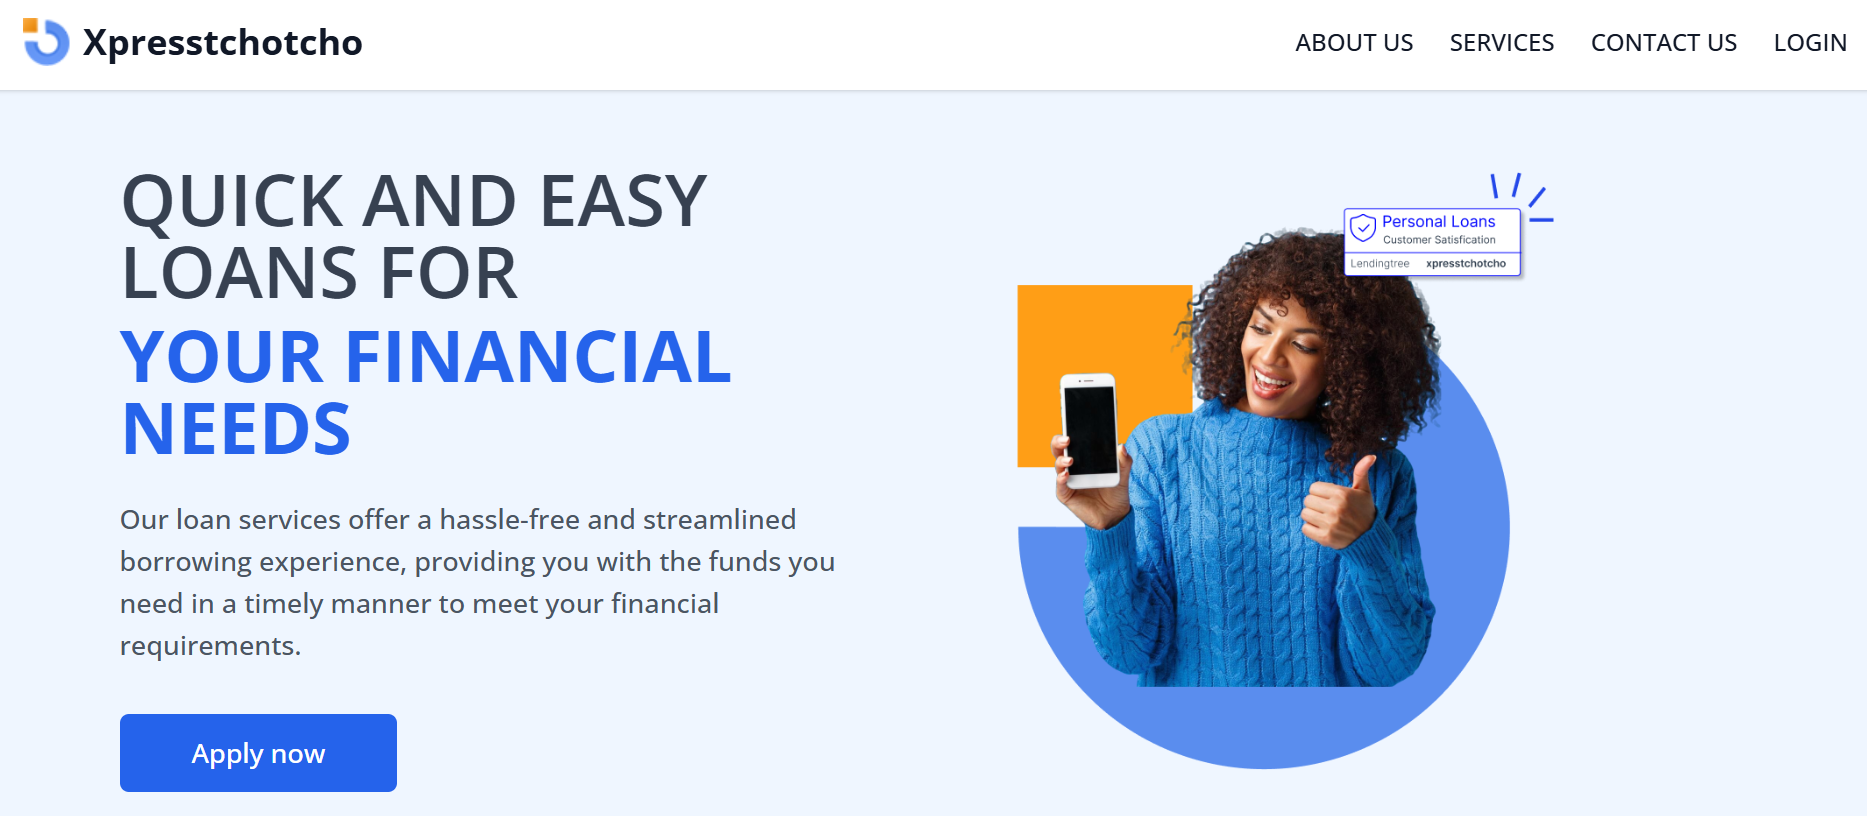 Xpresstchotcho
ABOUT US SERVICES CONTACT US LOGIN
QUICK AND EASY
LOANS FOR
YOUR FINANCIAL
NEEDS
Our loan services offer a hassle-free and streamlined
borrowing experience, providing you with the funds you
need in a timely manner to meet your financial
requirements.
Apply now
Personal Loans
Customer Satisfication
Lendingtree xpresstchotcho